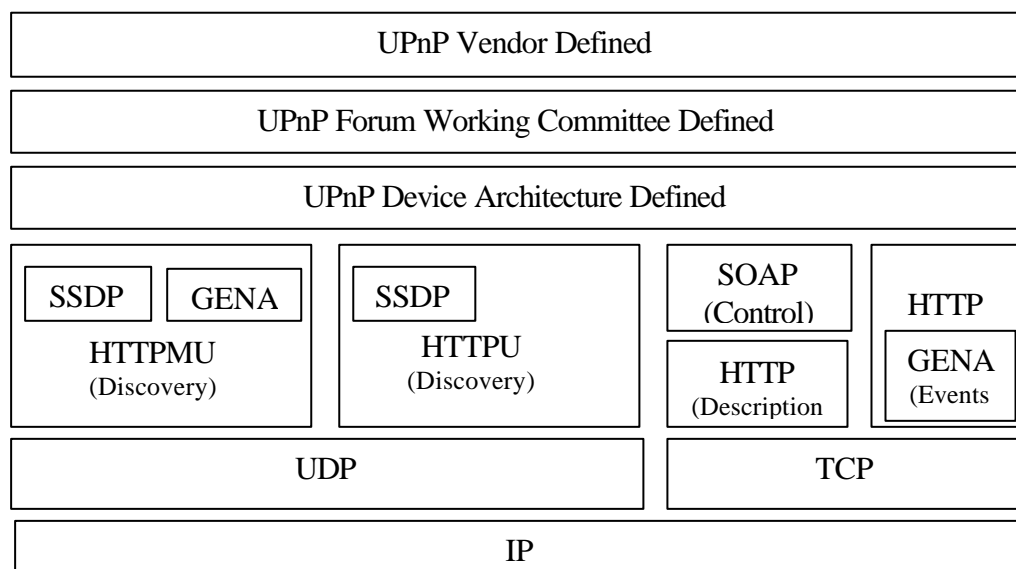 UPnP Vendor Defined
UPnP Forum Working Committee Defined
UPnP Device Architecture Defined
SSDP
GENA
HTTPMU
(Discovery)
SSDP
HTTPU
(Discovery)
SOAP
(Control)
HTTP
(Description
HTTP
GENA
(Events
UDP
TCP
IP